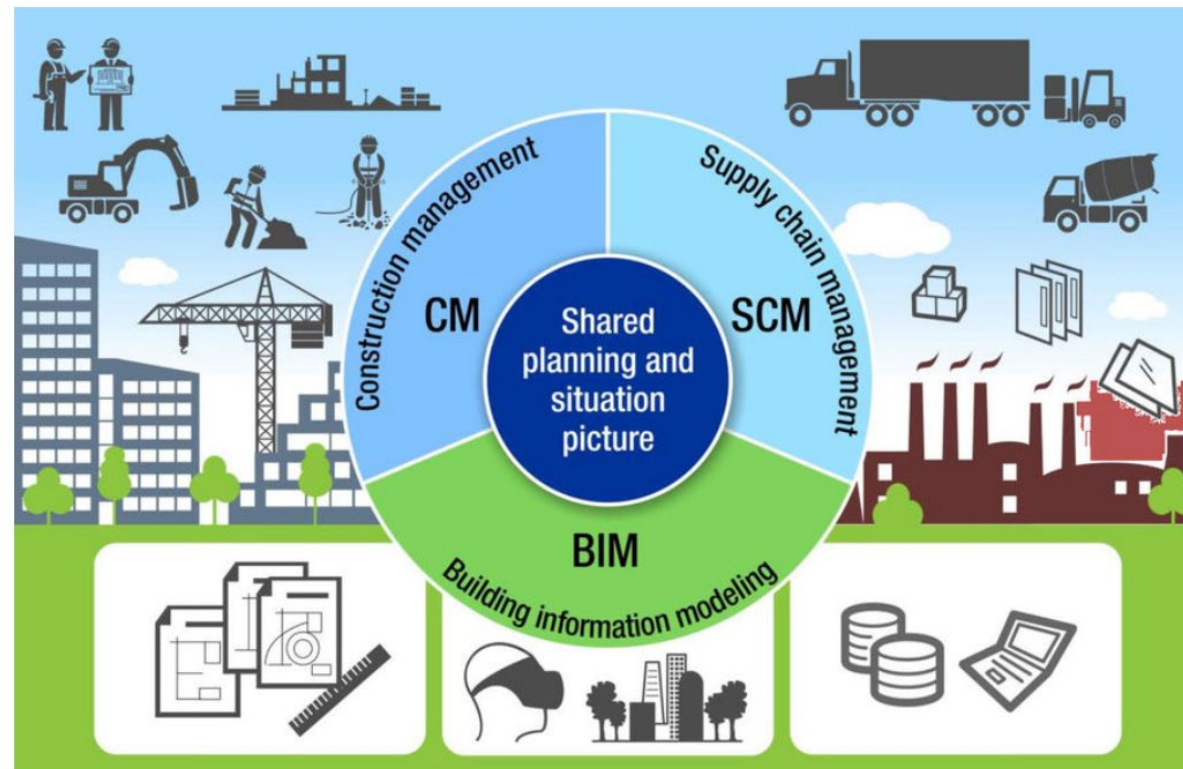 Construction management
CM
Supply chain management
SCM
Shared
planning and
situation
picture
BIM
Building information modeling